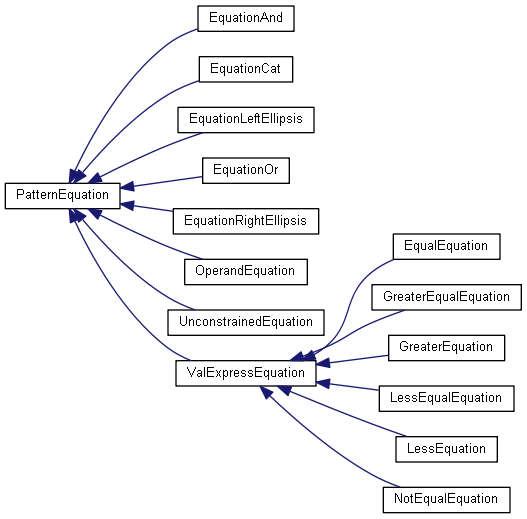 EquationAnd
EquationCat
EquationLeftEllipsis
EquationOr
PatternEquation
EquationRightEllipsis
EqualEquation
OperandEquation
GreaterEqualEquation
UnconstrainedEquation
GreaterEquation
ValExpressEquation
LessEqualEquation
LessEquation
NotEqualEquation